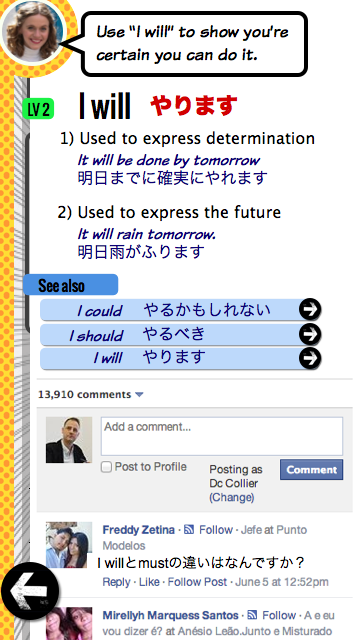 Use “I will” to show you're
certain you can do it.
LV 2
I will やります
1) Used to express determination
It will be done by tomorrow
明日までに確実にやれます
2) Used to express the future
It will rain tomorrow.
明日雨がふります
See also
I could やるかもしれない
I should やるべき
I will やります
13,910 comments
Add a comment...
Post to Profile
Posting as
Dc Collier
(Change)
Comment
Freddy Zetina · Follow · Jefe at Punto
Modelos
I willとmustの違いはなんですか？
Reply · Like · Follow Post · June 5 at 12:52pm
Mirellyh Marquess Santos · Follow · A e eu
vou dizer é? at Anésio LeãoJunto e Misturado